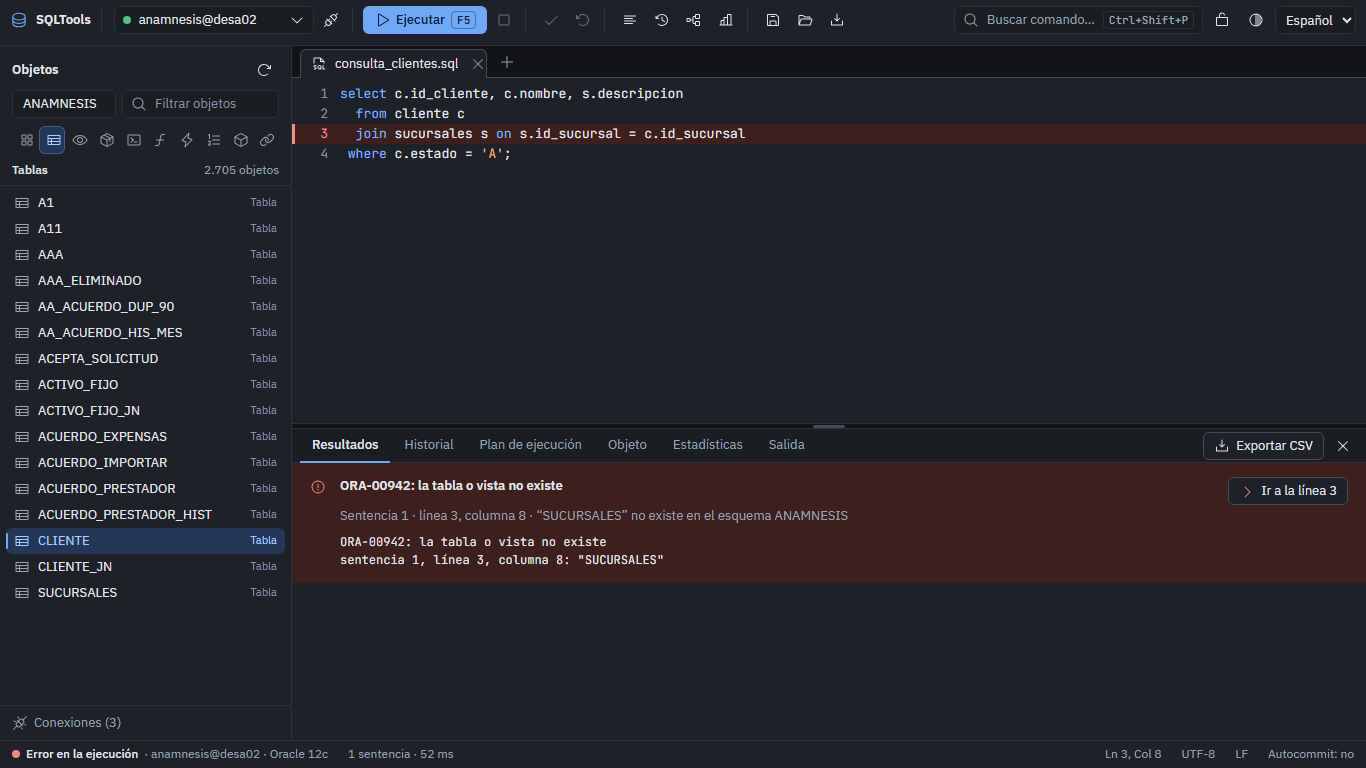 SQLTools
anamnesis@desa02
Ejecutar F5
Buscar comando... Ctrl+Shift+P
Español
Objetos
ANAMNESIS
Filtrar objetos
Tablas 2.705 objetos
A1 Tabla
A11 Tabla
AAA Tabla
AAA_ELIMINADO Tabla
AA_ACUERDO_DUP_90 Tabla
AA_ACUERDO_HIS_MES Tabla
ACEPTA_SOLICITUD Tabla
ACTIVO_FIJO Tabla
ACTIVO_FIJO_JN Tabla
ACUERDO_EXPENSAS Tabla
ACUERDO_IMPORTAR Tabla
ACUERDO_PRESTADOR Tabla
ACUERDO_PRESTADOR_HIST Tabla
CLIENTE Tabla
CLIENTE_JN Tabla
SUCURSALES Tabla
Conexiones (3)
SQL consulta_clientes.sql
1 select c.id_cliente, c.nombre, s.descripcion
2 from cliente c
3 join sucursales s on s.id_sucursal = c.id_sucursal
4 where c.estado = 'A';
Resultados Historial Plan de ejecución Objeto Estadísticas Salida Exportar CSV
ORA-00942: la tabla o vista no existe
Ir a la línea 3
Sentencia 1 · línea 3, columna 8 · “SUCURSALES” no existe en el esquema ANAMNESIS
ORA-00942: la tabla o vista no existe
sentencia 1, línea 3, columna 8: "SUCURSALES"
Error en la ejecución · anamnesis@desa02 · Oracle 12c 1 sentencia · 52 ms Ln 3, Col 8 UTF-8 LF Autocommit: no